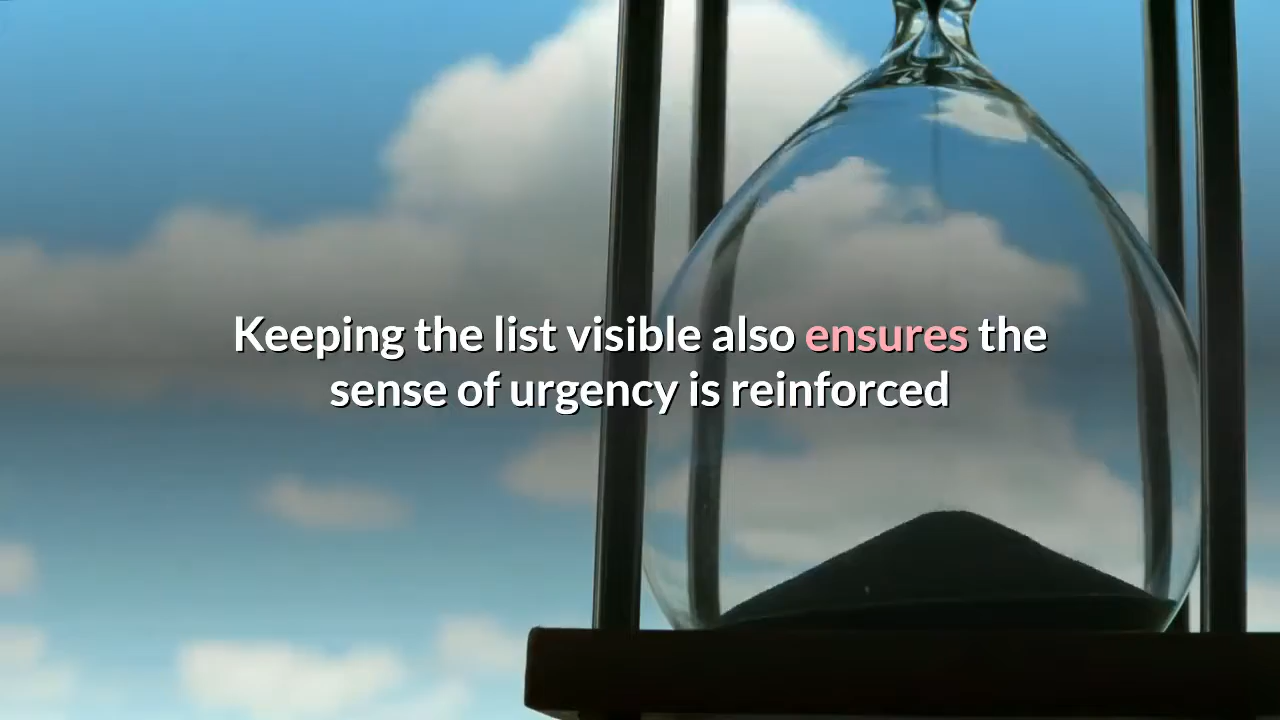 Keeping the list visible also ensures the
sense of urgency is reinforced